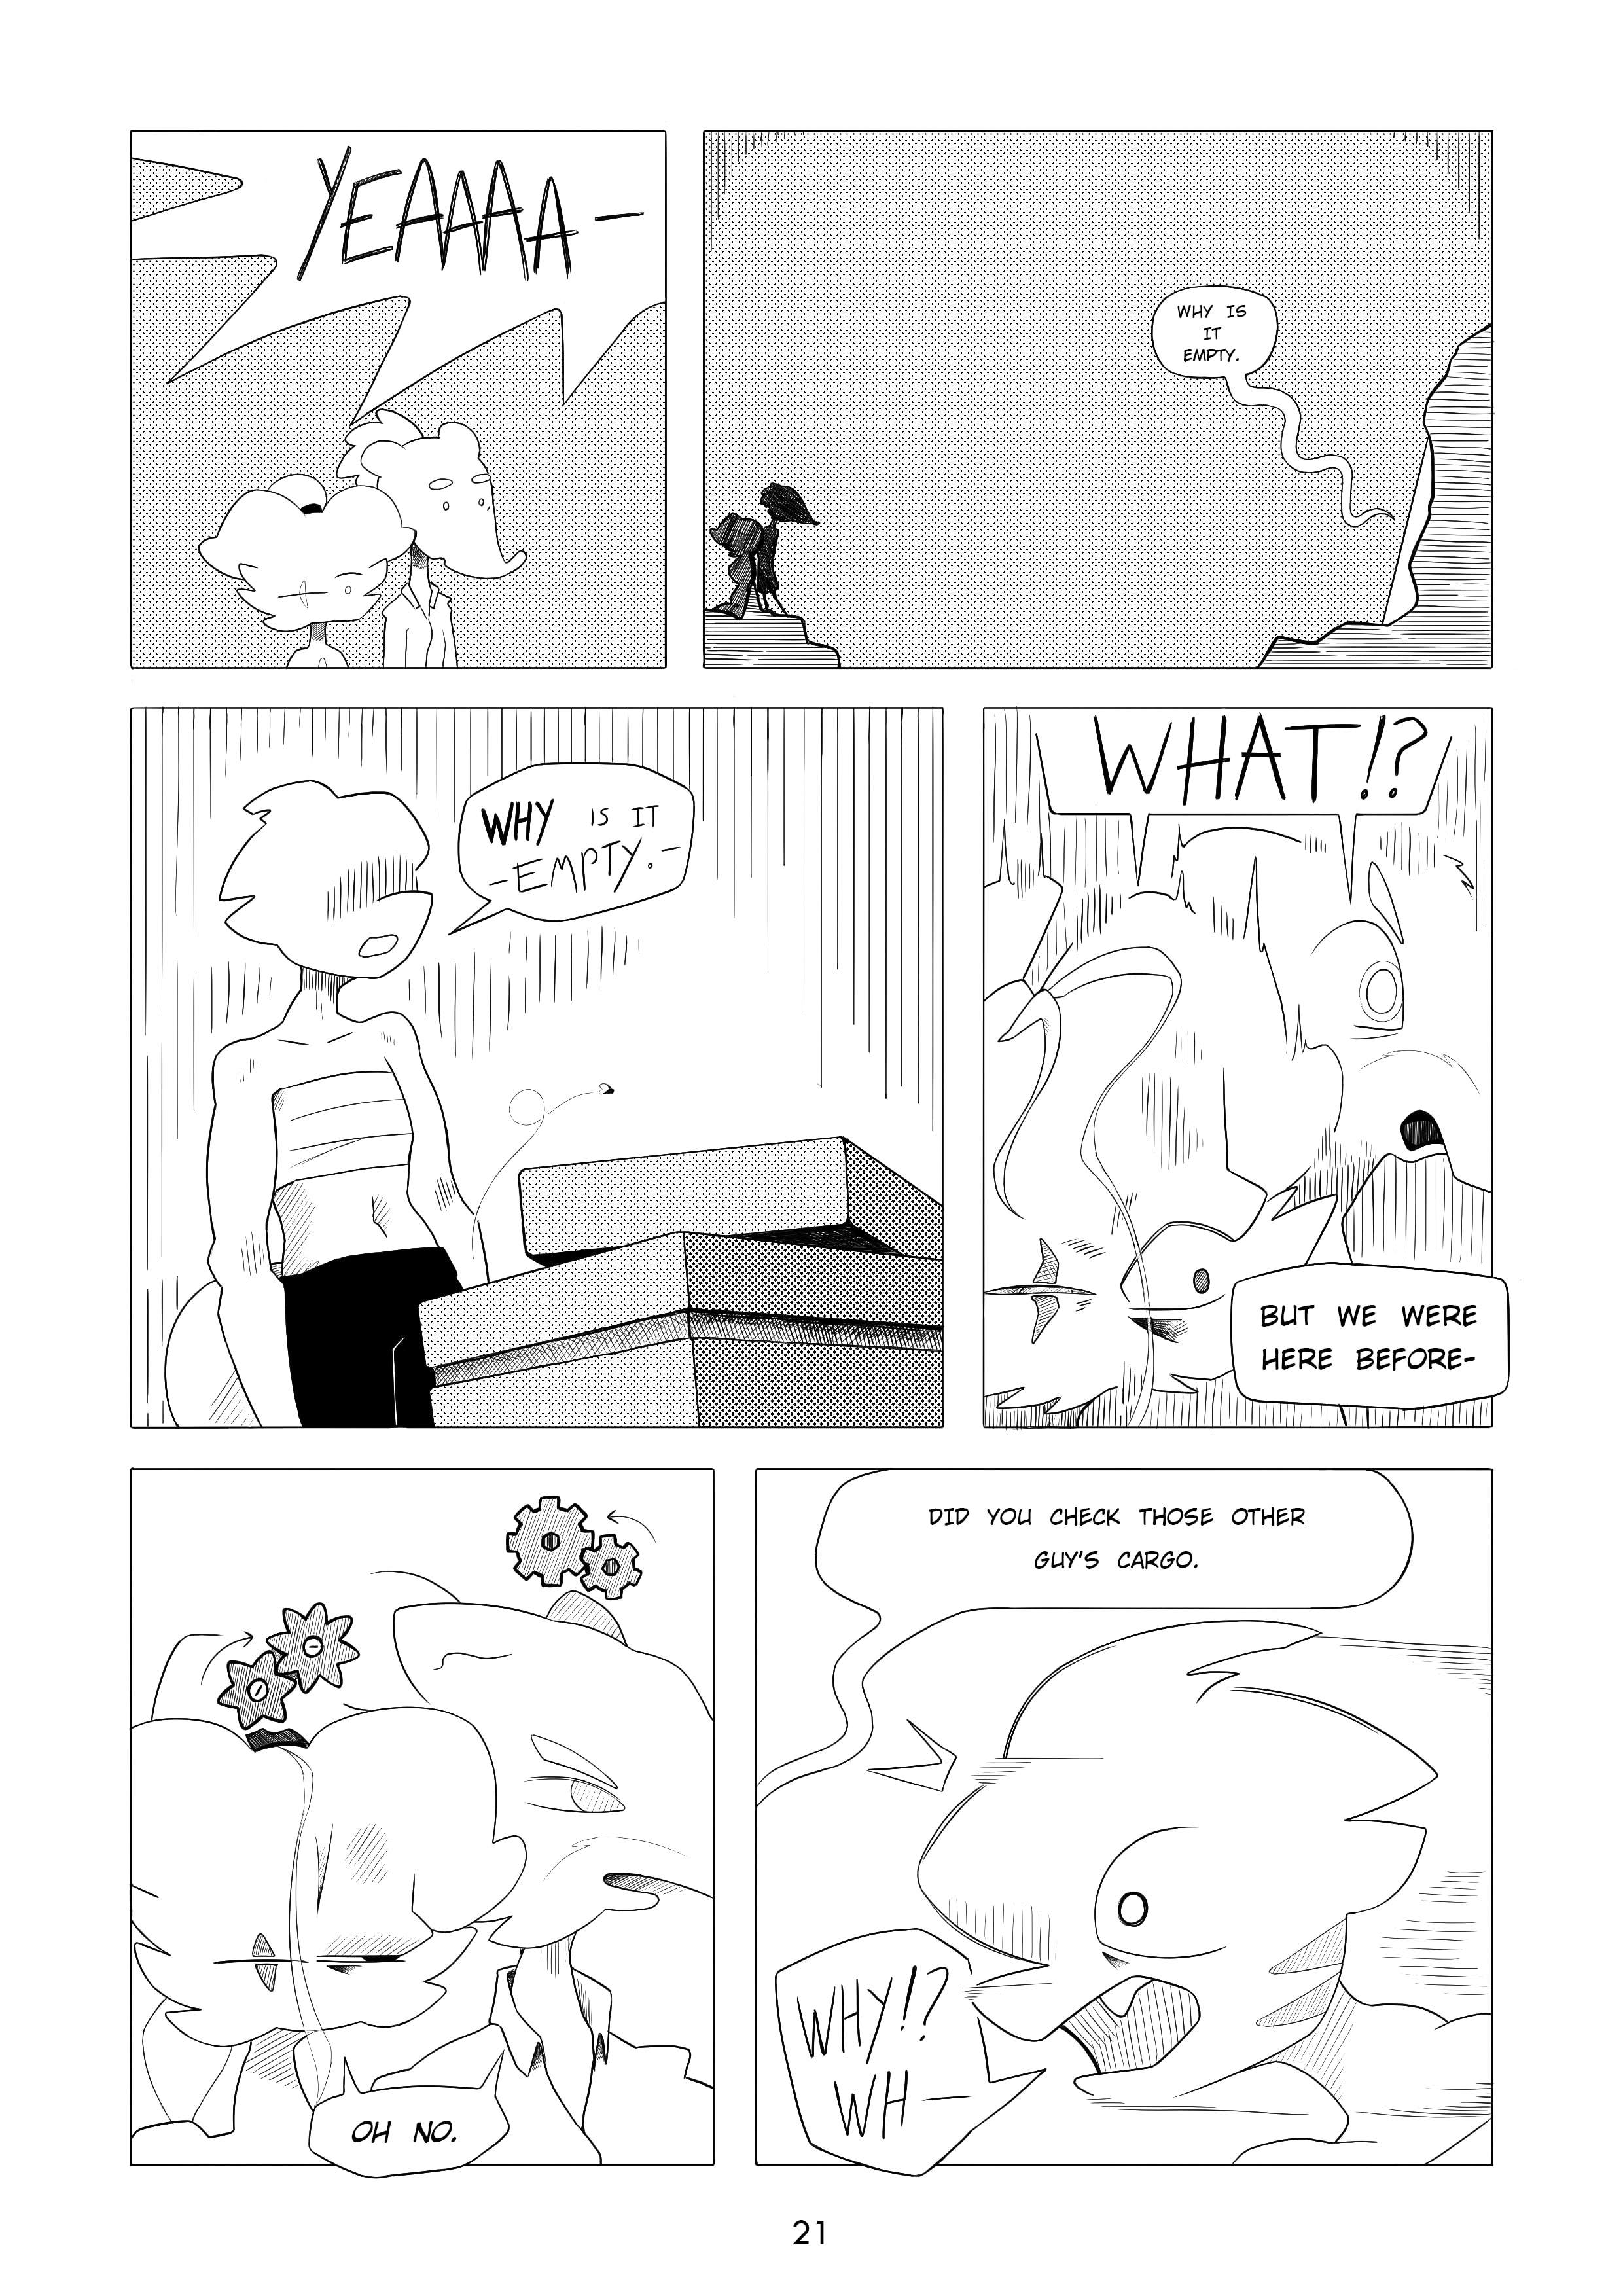 YEAAAA-
WHY IS
IT
EMPTY.
WHY IS IT
-EMPTY.-
WHAT!?
BUT WE WERE
HERE BEFORE-
OH NO.
DID YOU CHECK THOSE OTHER
GUY'S CARGO.
WHY!?
WH-
21